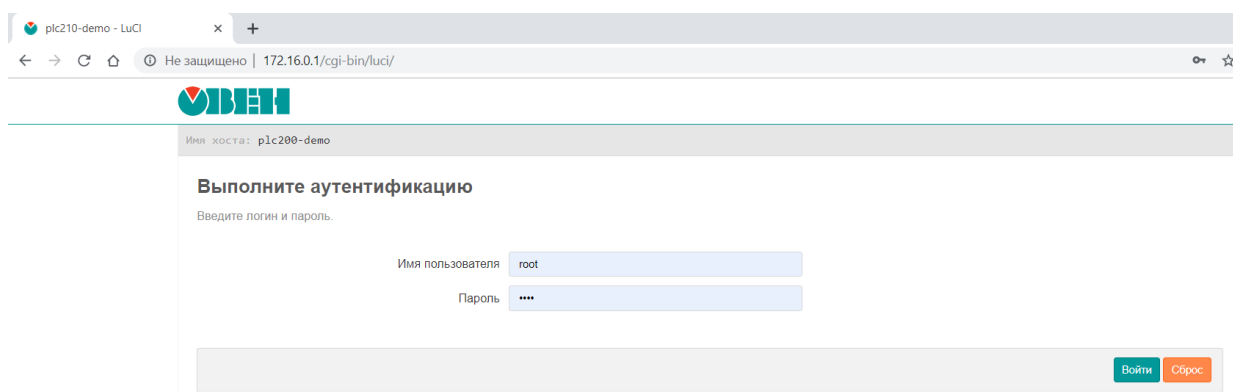 plc210-demo - LuCI
Не защищено | 172.16.0.1/cgi-bin/luci/
ОВЕН
Имя хоста: plc200-demo
Выполните аутентификацию
Введите логин и пароль.
Имя пользователя root
Пароль ••••
Войти Сброс